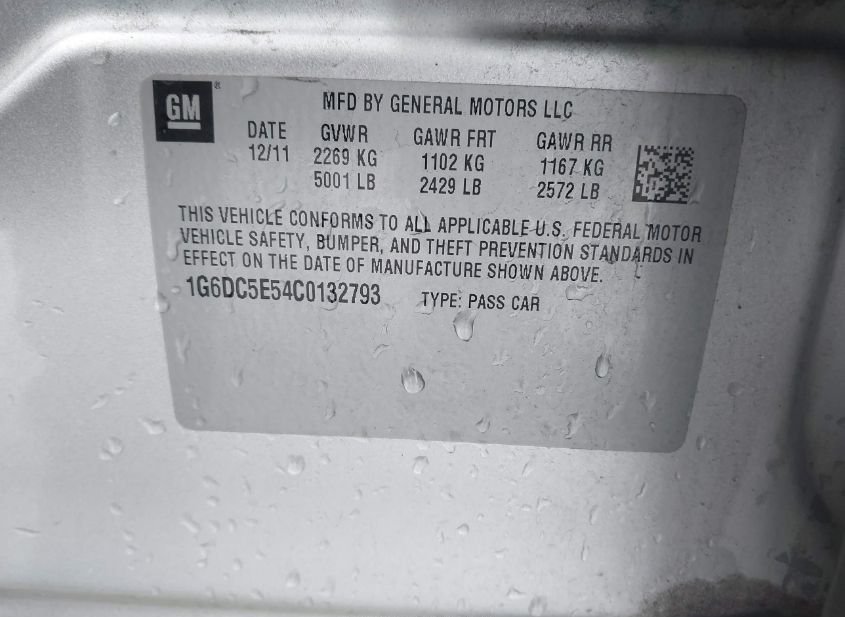 GM ®
MFD BY GENERAL MOTORS LLC
DATE GVWR GAWR FRT GAWR RR
12/11 2269 KG 1102 KG 1167 KG
5001 LB 2429 LB 2572 LB
THIS VEHICLE CONFORMS TO ALL APPLICABLE U.S. FEDERAL MOTOR
VEHICLE SAFETY, BUMPER, AND THEFT PREVENTION STANDARDS IN
EFFECT ON THE DATE OF MANUFACTURE SHOWN ABOVE.
1G6DC5E54C0132793 TYPE: PASS CAR